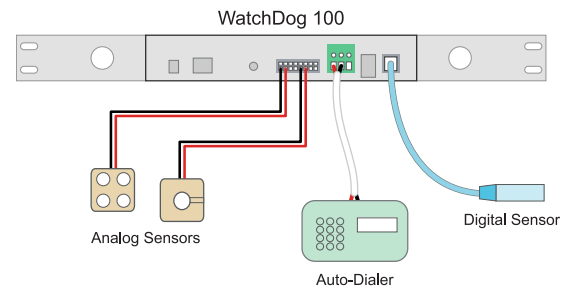 WatchDog 100
Digital Sensor
Analog Sensors
Auto-Dialer